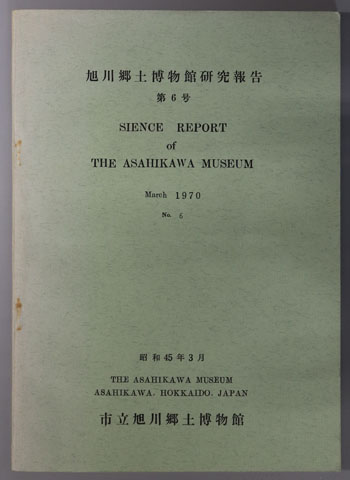 旭川郷土博物館研究報告
第6号
SIENCE REPORT
of
THE ASAHIKAWA MUSEUM
March 1970
No. 6
昭和45年3月
THE ASAHIKAWA MUSEUM
ASAHIKAWA, HOKKAIDO, JAPAN
市立旭川郷土博物館